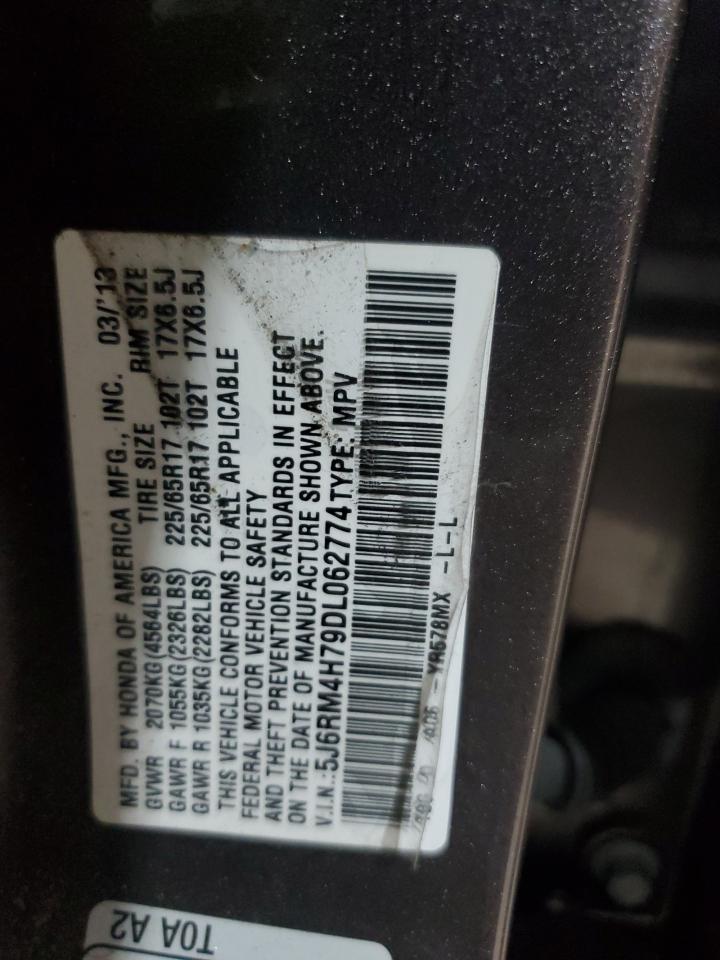 MFD. BY HONDA OF AMERICA MFG., INC. 03/'13
GVWR 2070KG(4564LBS) TIRE SIZE RIM SIZE
GAWR F 1055KG(2326LBS) 225/65R17 102T 17X6.5J
GAWR R 1035KG(2282LBS) 225/65R17 102T 17X6.5J
THIS VEHICLE CONFORMS TO ALL APPLICABLE
FEDERAL MOTOR VEHICLE SAFETY
AND THEFT PREVENTION STANDARDS IN EFFECT
ON THE DATE OF MANUFACTURE SHOWN ABOVE.
V.I.N.:5J6RM4H79DL062774 TYPE: MPV
YR578MX -L-L
T0A A2